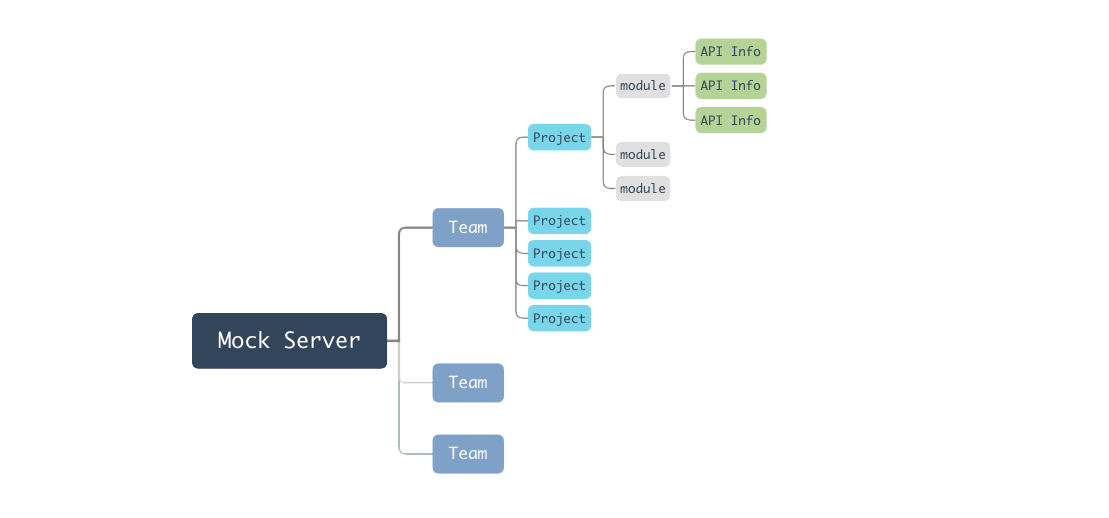 API Info
module
API Info
API Info
Project
module
module
Team
Project
Project
Project
Project
Mock Server
Team
Team